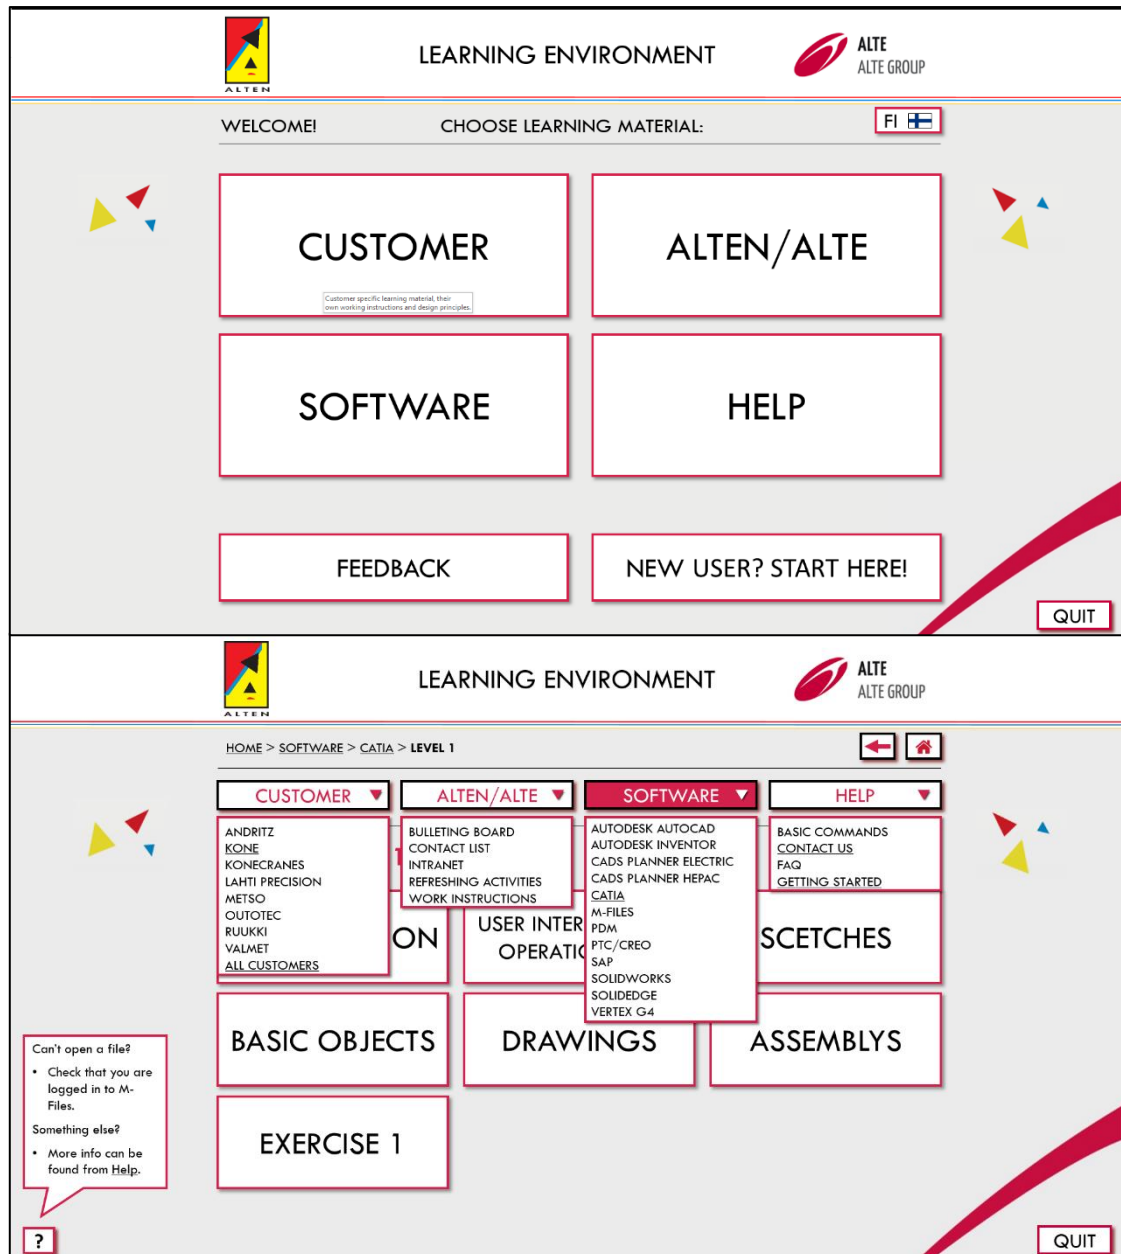 ALTEN
LEARNING ENVIRONMENT
ALTE
ALTE GROUP
WELCOME!
CHOOSE LEARNING MATERIAL:
FI
CUSTOMER
Customer specific learning material, their
own working instructions and design principles.
ALTEN/ALTE
SOFTWARE
HELP
FEEDBACK
NEW USER? START HERE!
QUIT
ALTEN
LEARNING ENVIRONMENT
ALTE
ALTE GROUP
HOME > SOFTWARE > CATIA > LEVEL 1
CUSTOMER
ANDRITZ
KONE
KONECRANES
LAHTI PRECISION
METSO
OUTOTEC
RUUKKI
VALMET
ALL CUSTOMERS
ALTEN/ALTE
BULLETING BOARD
CONTACT LIST
INTRANET
REFRESHING ACTIVITIES
WORK INSTRUCTIONS
SOFTWARE
AUTODESK AUTOCAD
AUTODESK INVENTOR
CADS PLANNER ELECTRIC
CADS PLANNER HEPAC
CATIA
M-FILES
PDM
PTC/CREO
SAP
SOLIDWORKS
SOLIDEDGE
VERTEX G4
HELP
BASIC COMMANDS
CONTACT US
FAQ
GETTING STARTED
ON
USER INTER
OPERATI
SCETCHES
BASIC OBJECTS
DRAWINGS
ASSEMBLYS
EXERCISE 1
Can't open a file?
• Check that you are
logged in to M-
Files.
Something else?
• More info can be
found from Help.
?
QUIT